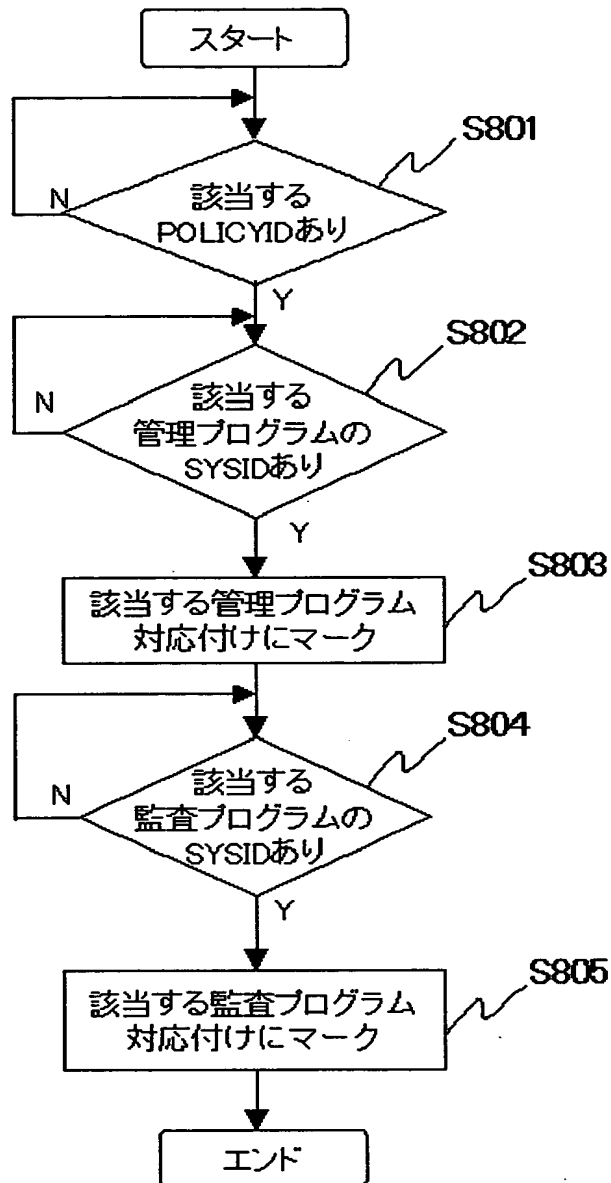 スタート
S801
N
該当する
POLICYIDあり
Y
S802
N
該当する
管理プログラムの
SYSIDあり
Y
S803
該当する管理プログラム
対応付けにマーク
S804
N
該当する
監査プログラムの
SYSIDあり
Y
S805
該当する監査プログラム
対応付けにマーク
エンド